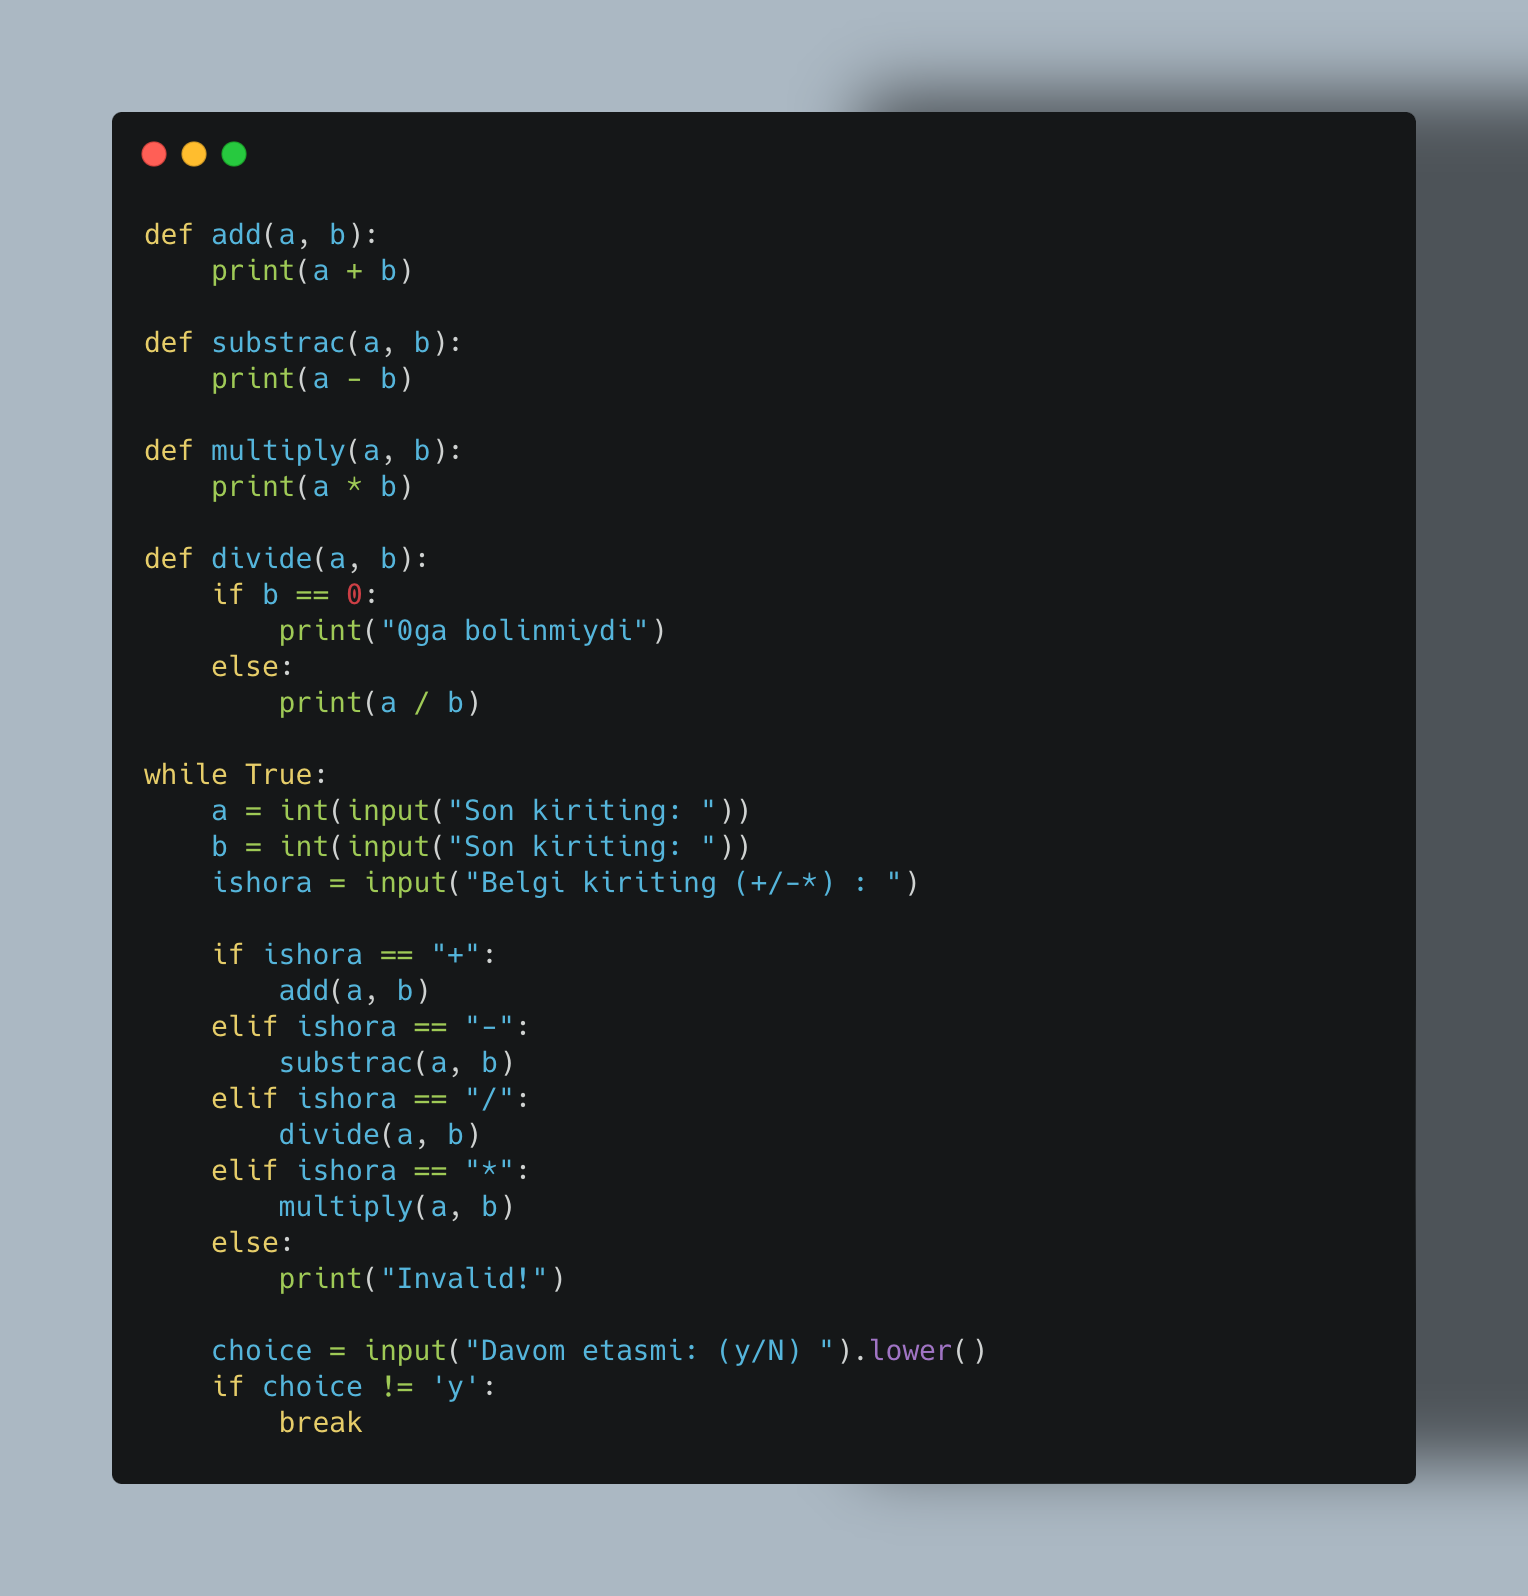 def add(a, b):
    print(a + b)

def substrac(a, b):
    print(a - b)

def multiply(a, b):
    print(a * b)

def divide(a, b):
    if b == 0:
        print("0ga bolinmiydi")
    else:
        print(a / b)

while True:
    a = int(input("Son kiriting: "))
    b = int(input("Son kiriting: "))
    ishora = input("Belgi kiriting (+/-*) : ")

    if ishora == "+":
        add(a, b)
    elif ishora == "-":
        substrac(a, b)
    elif ishora == "/":
        divide(a, b)
    elif ishora == "*":
        multiply(a, b)
    else:
        print("Invalid!")

    choice = input("Davom etasmi: (y/N) ").lower()
    if choice != 'y':
        break